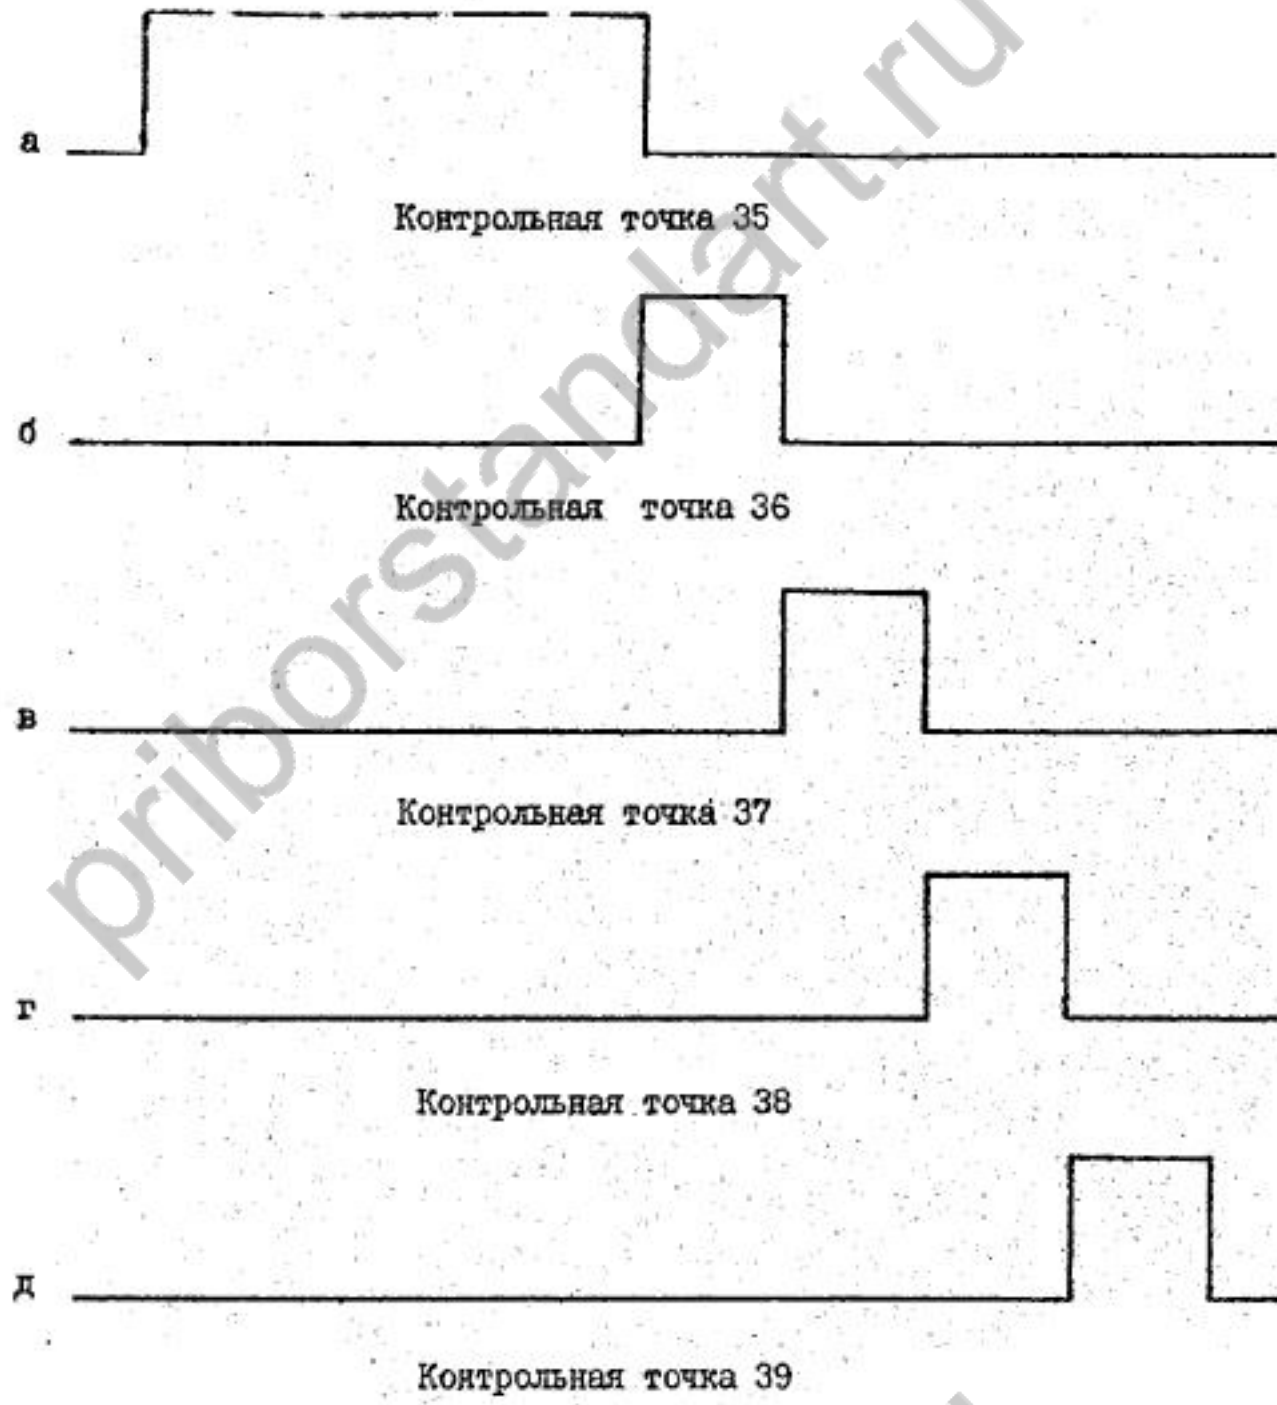 а
Контрольная точка 35
б
Контрольная точка 36
в
Контрольная точка 37
г
Контрольная точка 38
д
Контрольная точка 39
priborstandart.ru